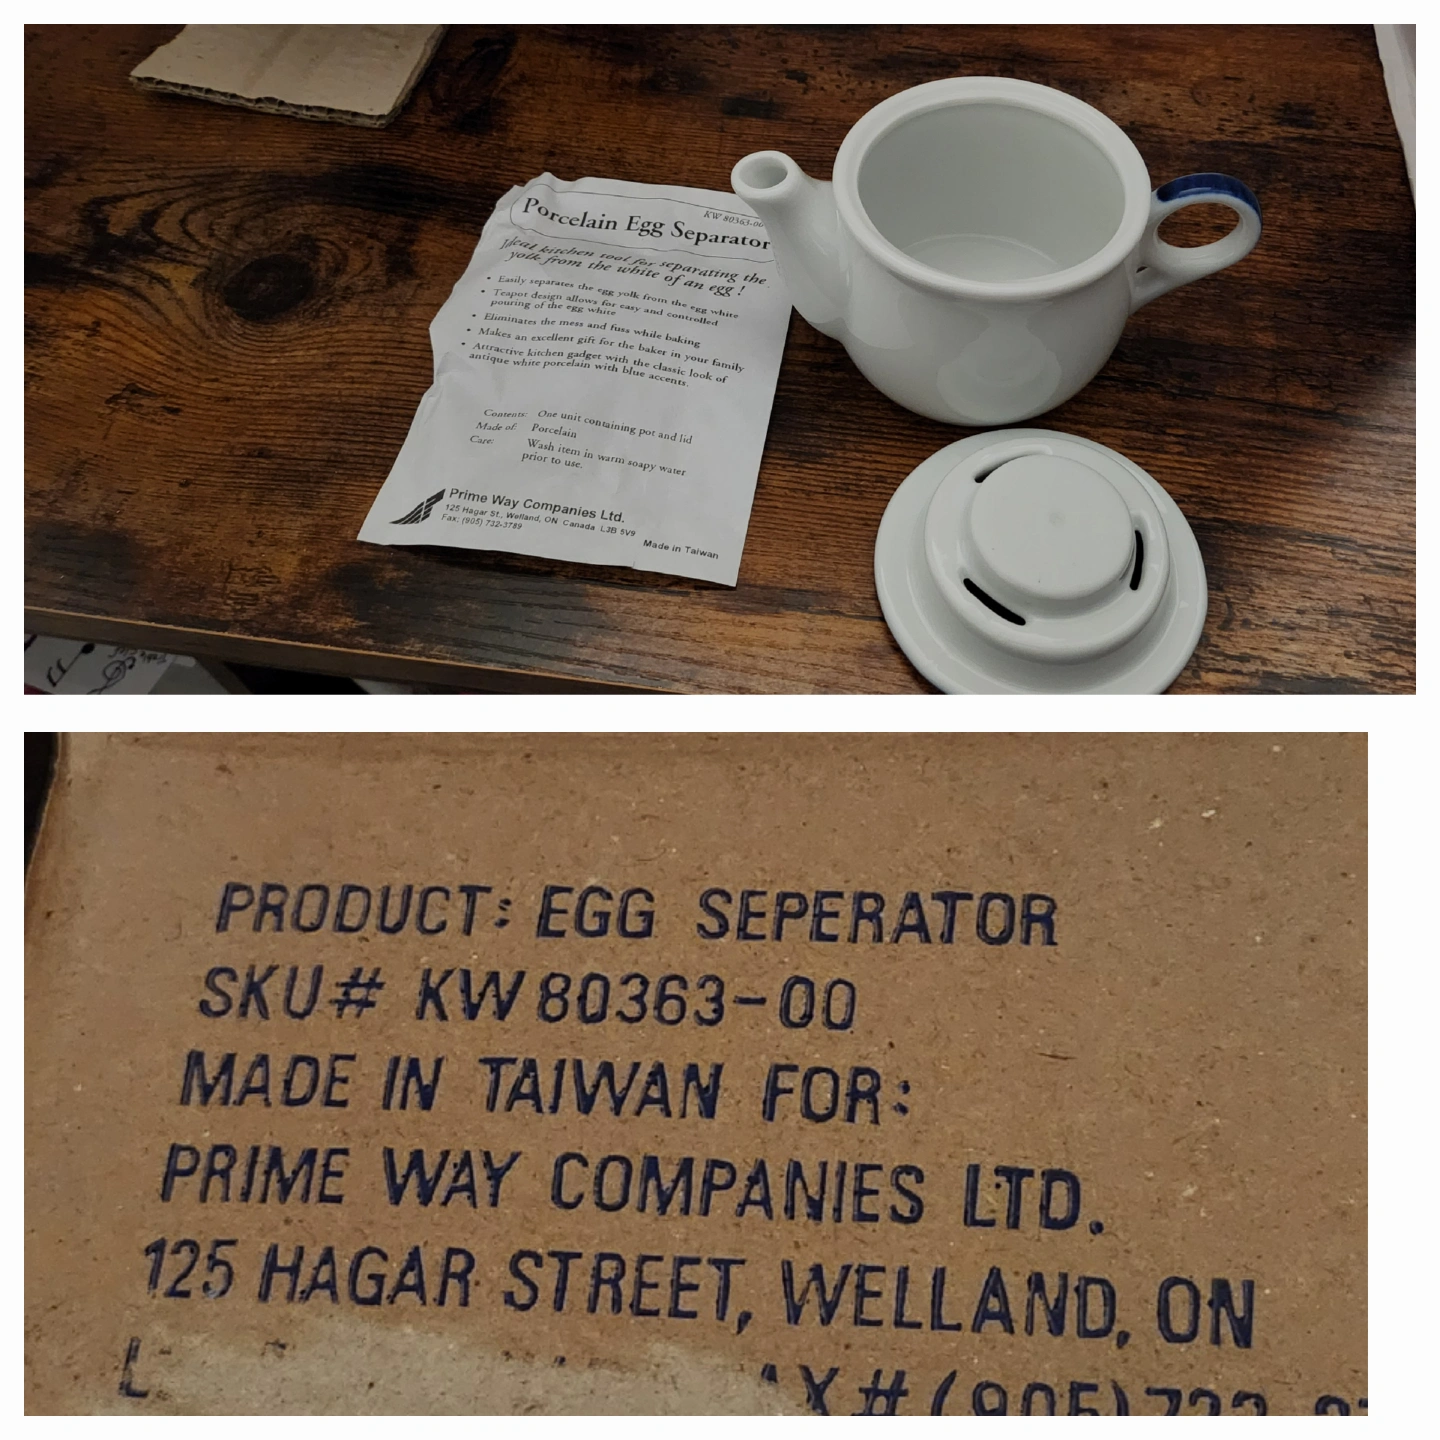 KW 80363-00
Porcelain Egg Separator
Ideal kitchen tool for separating the
yolk from the white of an egg !
• Easily separates the egg yolk from the egg white
• Teapot design allows for easy and controlled
pouring of the egg white
• Eliminates the mess and fuss while baking
• Makes an excellent gift for the baker in your family
• Attractive kitchen gadget with the classic look of
antique white porcelain with blue accents.
Contents: One unit containing pot and lid
Made of: Porcelain
Care: Wash item in warm soapy water
prior to use.
Prime Way Companies Ltd.
125 Hagar St., Welland, ON Canada L3B 5V9
Fax: (905) 732-3789
Made in Taiwan
PRODUCT: EGG SEPERATOR
SKU# KW80363-00
MADE IN TAIWAN FOR:
PRIME WAY COMPANIES LTD.
125 HAGAR STREET, WELLAND, ON
(905)732